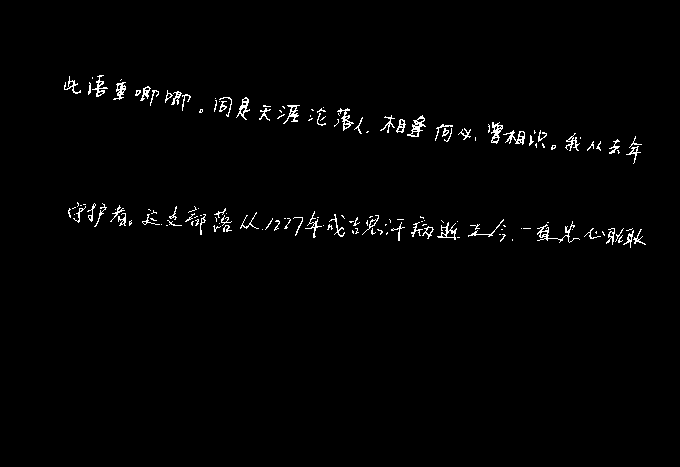 此语重唧唧。同是天涯沦落人，相逢何必曾相识。我从去年
守护者。这支部落从1227年成吉思汗病逝至今，一直忠心耿耿